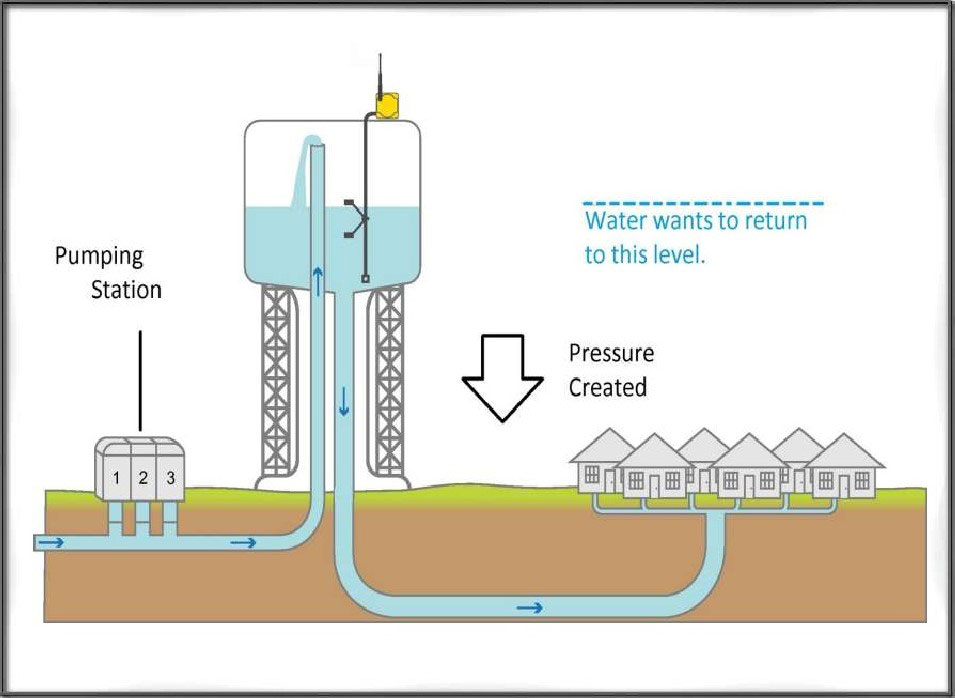 Pumping
Station
1 2 3
Water wants to return
to this level.
Pressure
Created